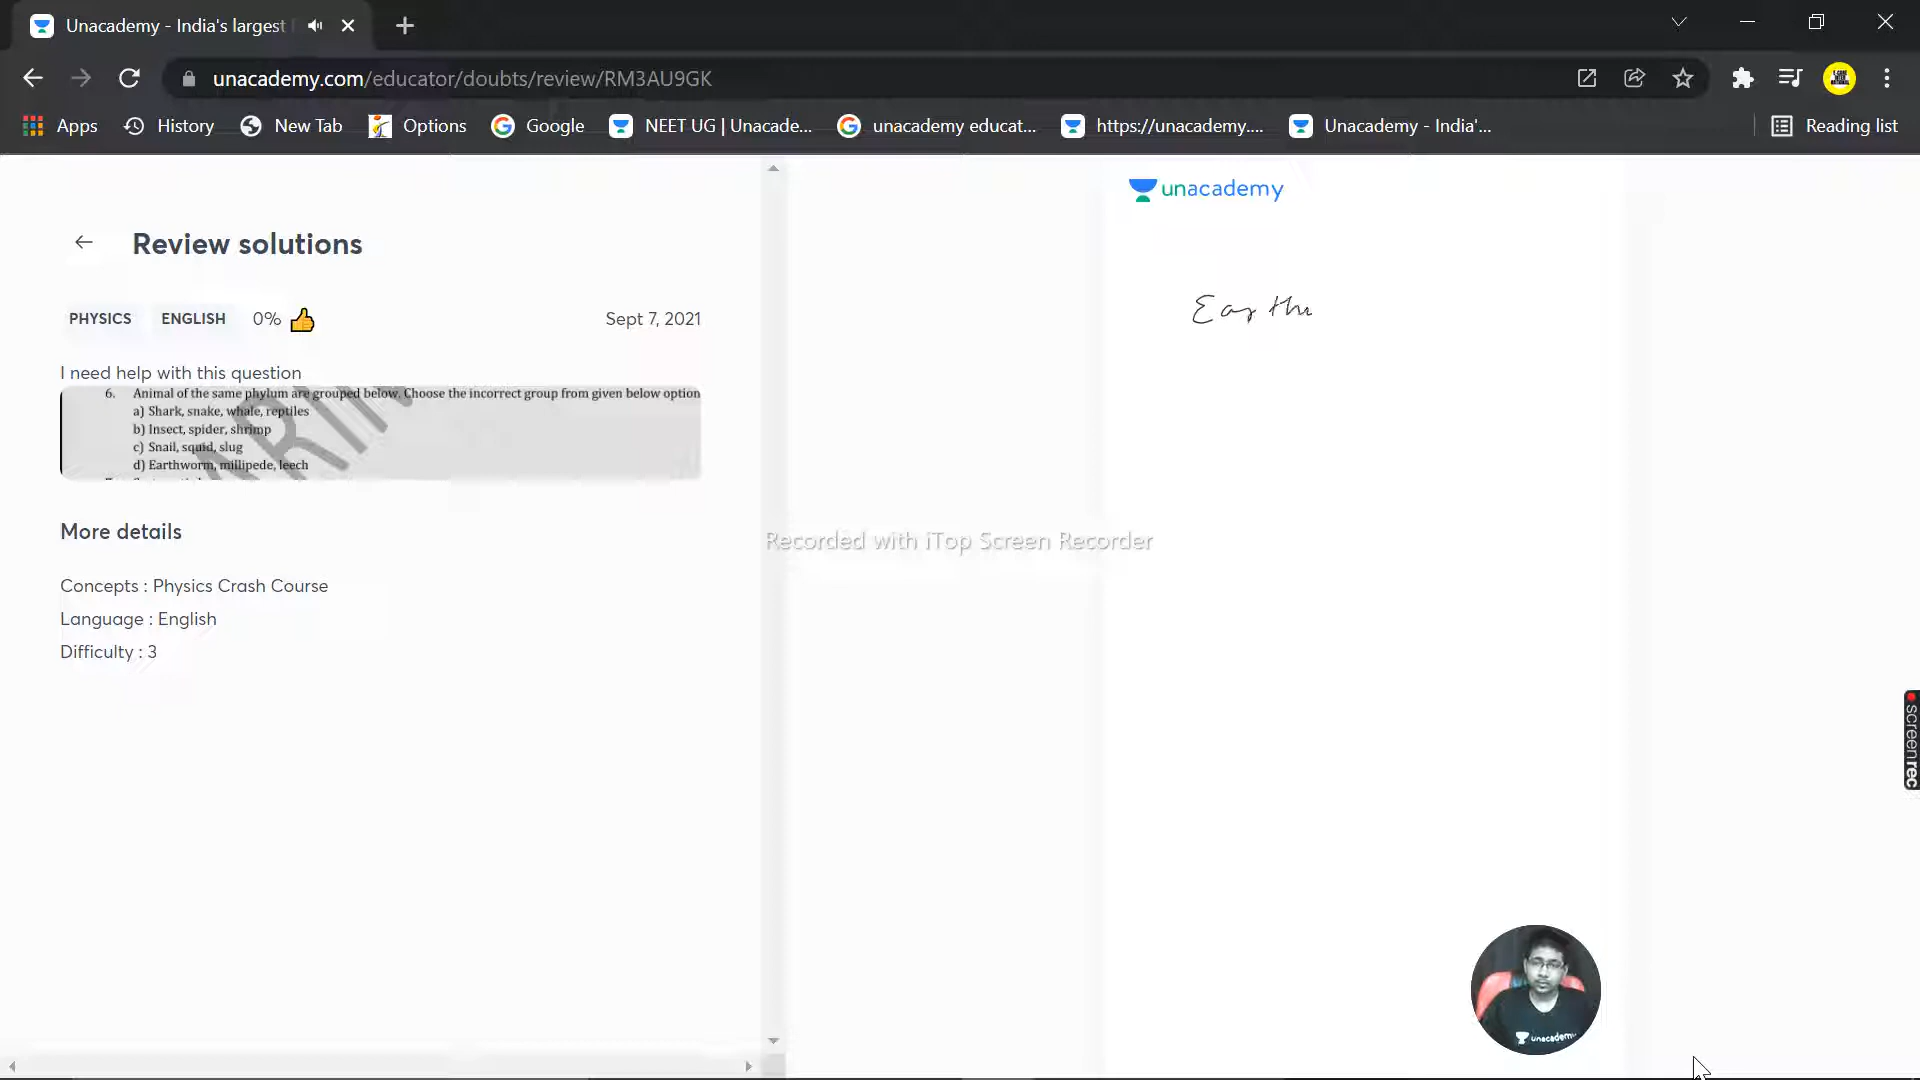 Unacademy - India's largest
unacademy.com/educator/doubts/review/RM3AU9GK
Apps History New Tab Options Google NEET UG | Unacade... unacademy educat... https://unacademy.... Unacademy - India'... Reading list
unacademy
Review solutions
PHYSICS ENGLISH 0% Sept 7, 2021
I need help with this question
6. Animal of the same phylum are grouped below. Choose the incorrect group from given below option
a) Shark, snake, whale, reptiles
b) Insect, spider, shrimp
c) Snail, squid, slug
d) Earthworm, millipede, leech
More details
Concepts : Physics Crash Course
Language : English
Difficulty : 3
Earth
Recorded with iTop Screen Recorder
screenrec
unacademy